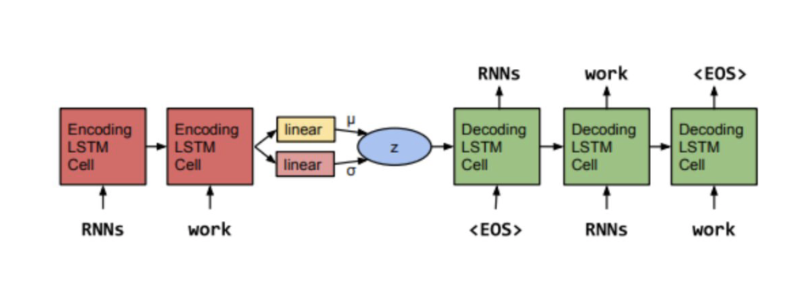 RNNs work <EOS>
Encoding
LSTM
Cell
Encoding
LSTM
Cell
linear
μ
linear
σ
z
Decoding
LSTM
Cell
Decoding
LSTM
Cell
Decoding
LSTM
Cell
RNNs work <EOS> RNNs work